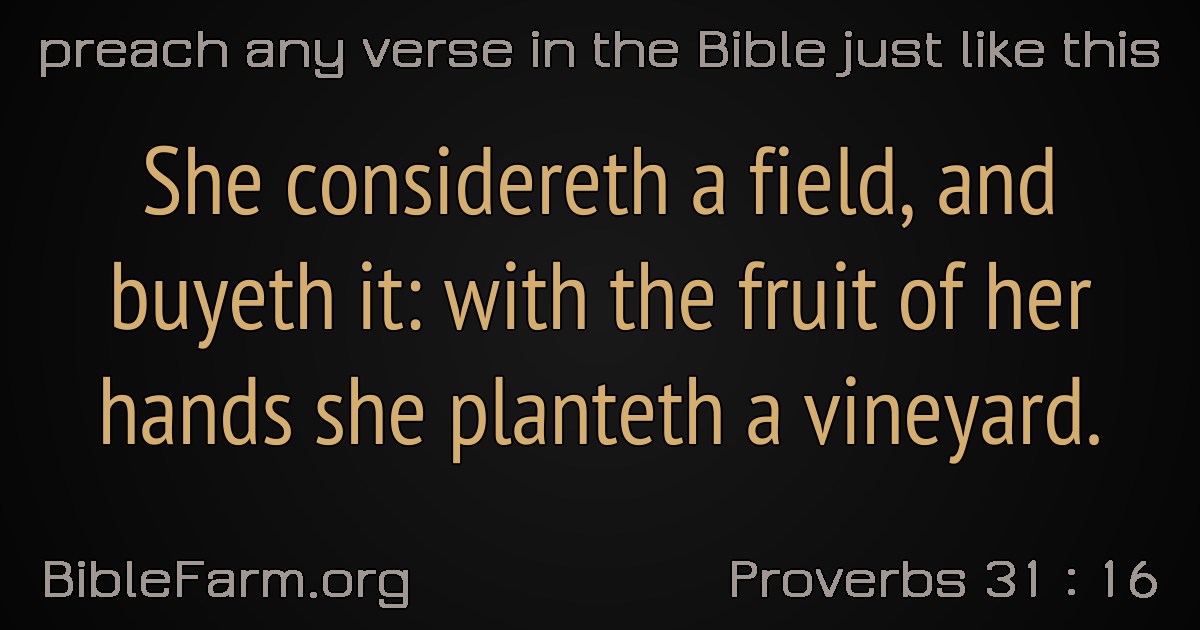 preach any verse in the Bible just like this
She considereth a field, and
buyeth it: with the fruit of her
hands she planteth a vineyard.
BibleFarm.org
Proverbs 31 : 16